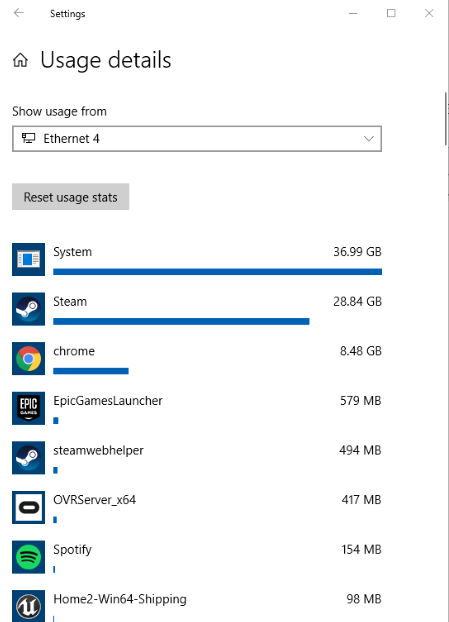 Settings
Usage details
Show usage from
Ethernet 4
Reset usage stats
System 36.99 GB
Steam 28.84 GB
chrome 8.48 GB
EPIC GAMES EpicGamesLauncher 579 MB
steamwebhelper 494 MB
OVRServer_x64 417 MB
Spotify 154 MB
Home2-Win64-Shipping 98 MB